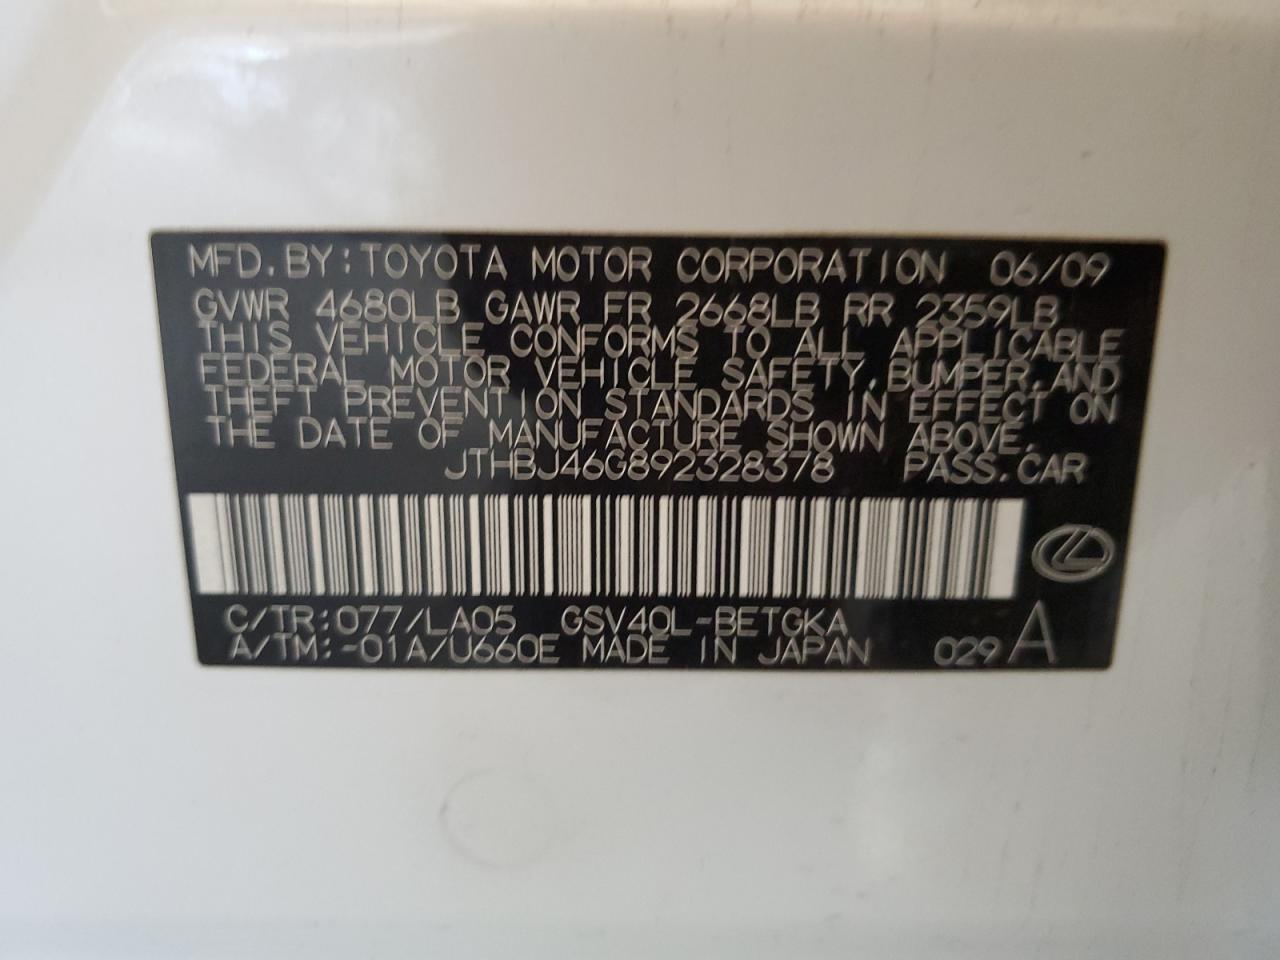 MFD. BY: TOYOTA MOTOR CORPORATION 06/09
GVWR 4680LB GAWR FR 2668LB RR 2359LB
THIS VEHICLE CONFORMS TO ALL APPLICABLE
FEDERAL MOTOR VEHICLE SAFETY, BUMPER, AND
THEFT PREVENTION STANDARDS IN EFFECT ON
THE DATE OF MANUFACTURE SHOWN ABOVE.
JTHBJ46G892328378 PASS. CAR
C/TR: 077/LA05 GSV40L-BETGKA
A/TM: -01A/U660E MADE IN JAPAN 029 A